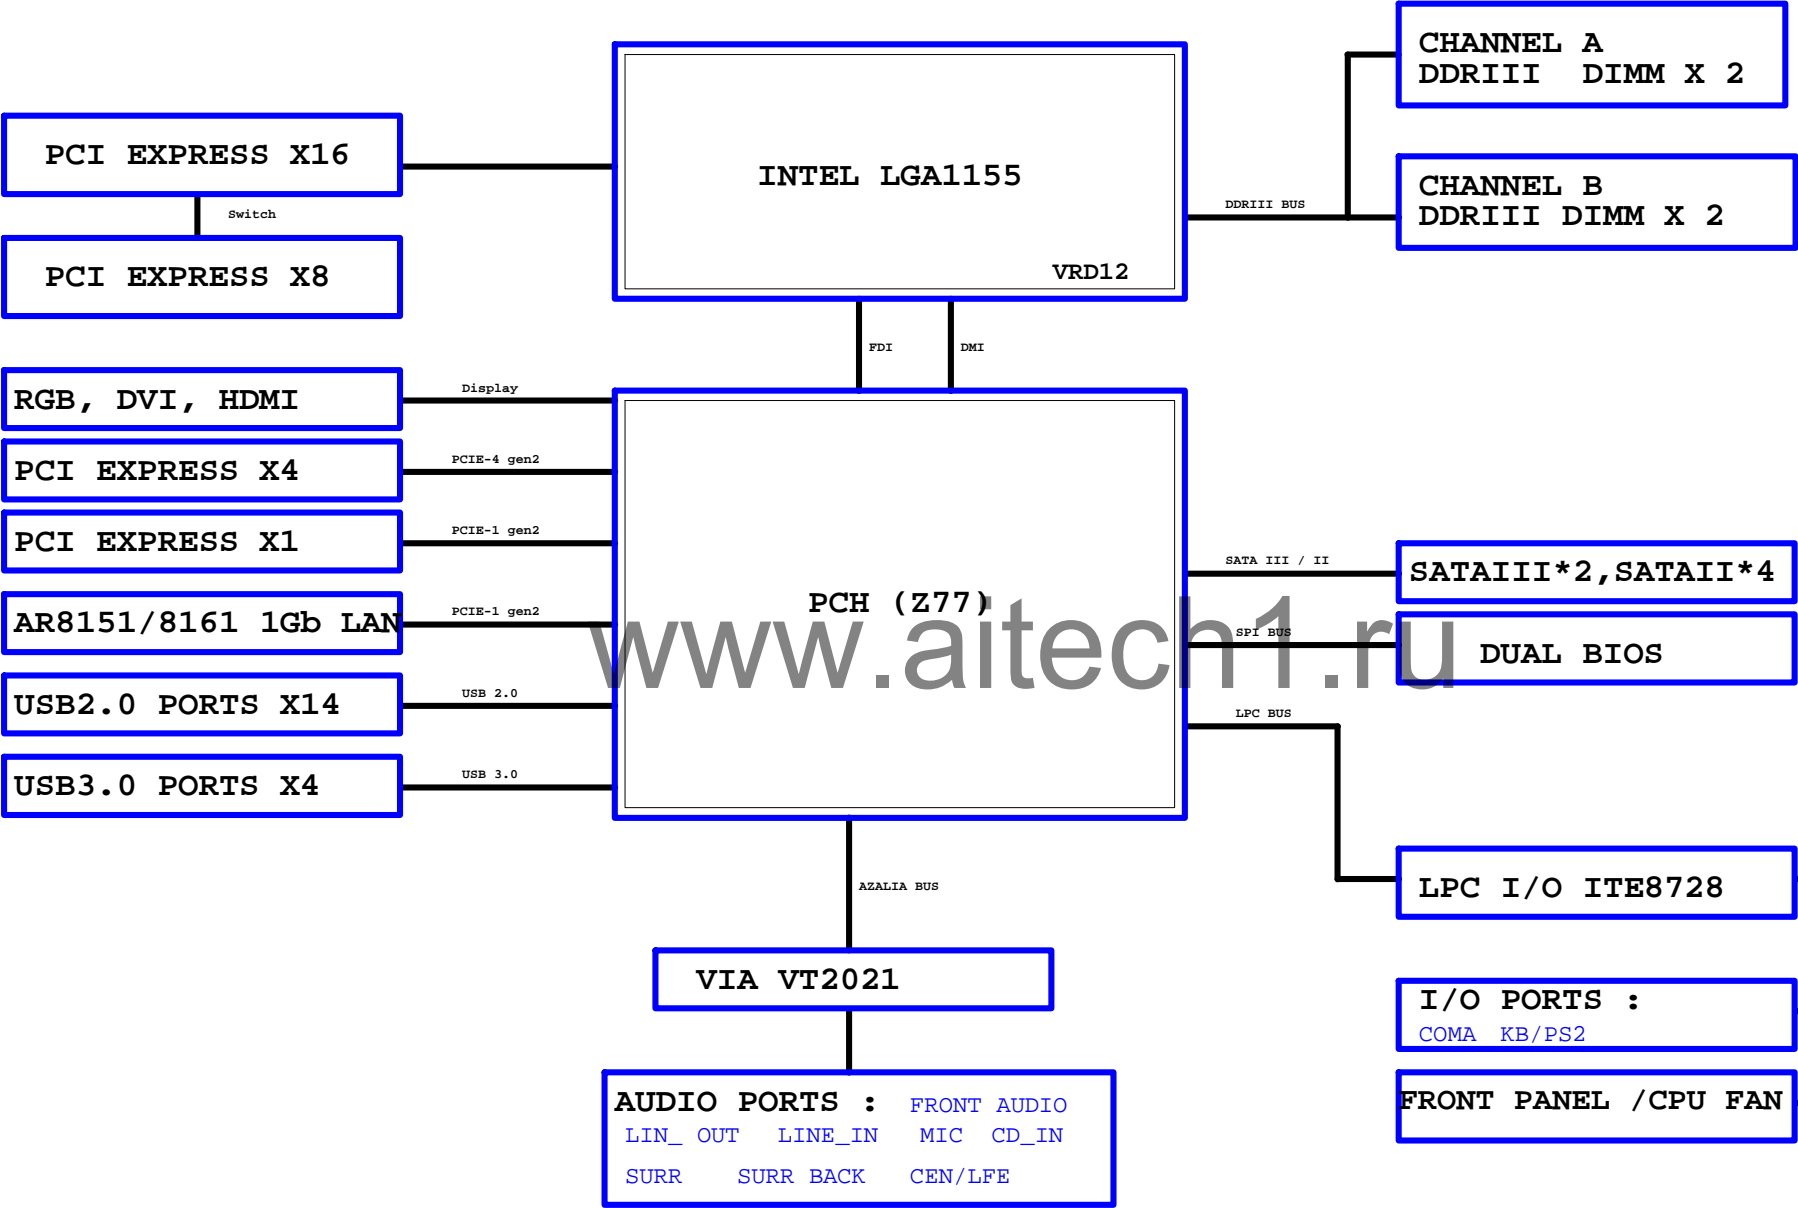 CHANNEL A
DDRIII DIMM X 2
PCI EXPRESS X16
INTEL LGA1155
CHANNEL B
DDRIII DIMM X 2
DDRIII BUS
Switch
PCI EXPRESS X8
VRD12
FDI
DMI
RGB, DVI, HDMI
Display
PCI EXPRESS X4
PCIE-4 gen2
PCI EXPRESS X1
PCIE-1 gen2
SATA III / II
SATAIII*2,SATAII*4
PCH (Z77)
AR8151/8161 1Gb LAN
PCIE-1 gen2
www.aitech1.ru
SPI BUS
DUAL BIOS
USB2.0 PORTS X14
USB 2.0
LPC BUS
USB3.0 PORTS X4
USB 3.0
AZALIA BUS
LPC I/O ITE8728
VIA VT2021
I/O PORTS :
COMA KB/PS2
AUDIO PORTS : FRONT AUDIO
LIN_ OUT LINE_IN MIC CD_IN
SURR SURR BACK CEN/LFE
FRONT PANEL /CPU FAN